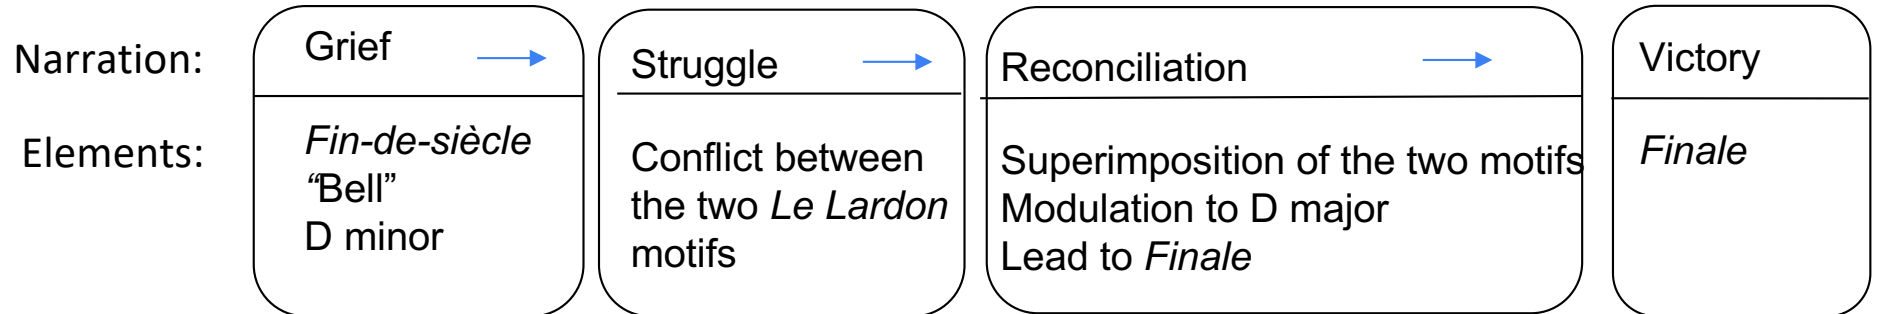 Narration:
Grief
Struggle
Reconciliation
Victory
Elements:
Fin-de-siècle
“Bell”
D minor
Conflict between
the two Le Lardon
motifs
Superimposition of the two motifs
Modulation to D major
Lead to Finale
Finale